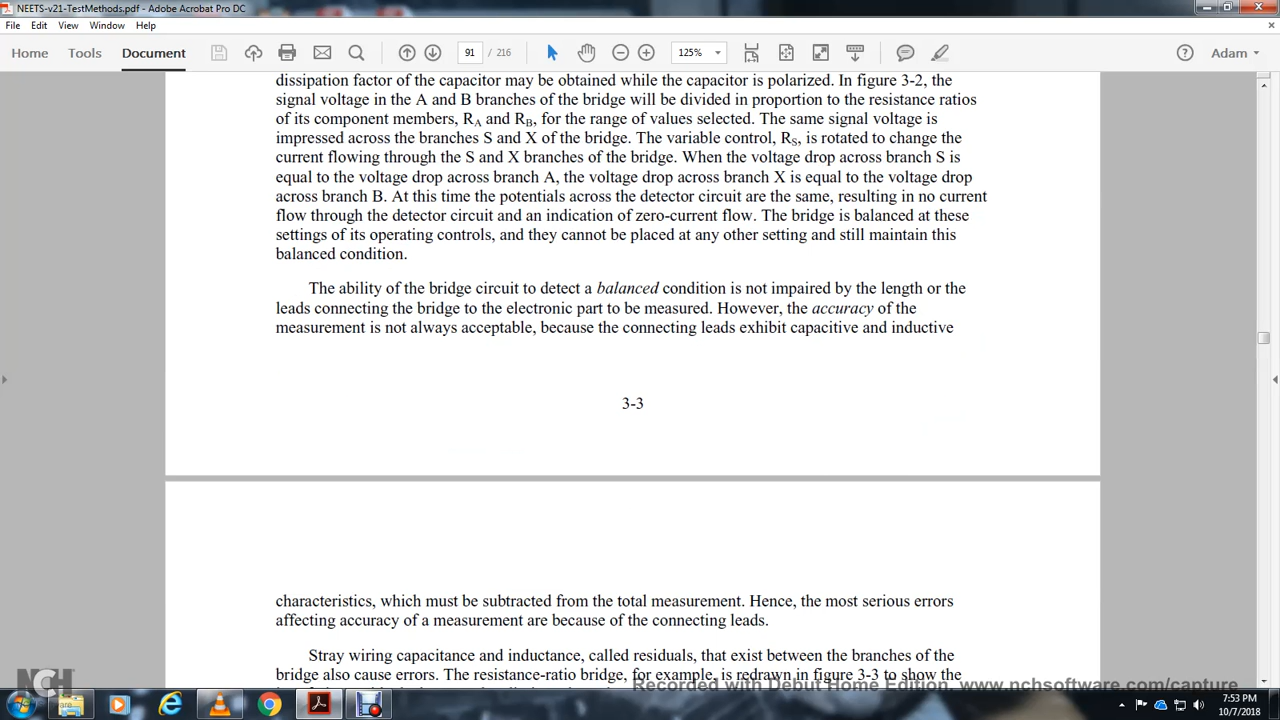 NEETS-v21-TestMethods.pdf - Adobe Acrobat Pro DC
File Edit View Window Help
Home Tools Document 91 / 216 125% Adam
dissipation factor of the capacitor may be obtained while the capacitor is polarized. In figure 3-2, the
signal voltage in the A and B branches of the bridge will be divided in proportion to the resistance ratios
of its component members, RA and RB, for the range of values selected. The same signal voltage is
impressed across the branches S and X of the bridge. The variable control, RS, is rotated to change the
current flowing through the S and X branches of the bridge. When the voltage drop across branch S is
equal to the voltage drop across branch A, the voltage drop across branch X is equal to the voltage drop
across branch B. At this time the potentials across the detector circuit are the same, resulting in no current
flow through the detector circuit and an indication of zero-current flow. The bridge is balanced at these
settings of its operating controls, and they cannot be placed at any other setting and still maintain this
balanced condition.
The ability of the bridge circuit to detect a balanced condition is not impaired by the length or the
leads connecting the bridge to the electronic part to be measured. However, the accuracy of the
measurement is not always acceptable, because the connecting leads exhibit capacitive and inductive
3-3
characteristics, which must be subtracted from the total measurement. Hence, the most serious errors
affecting accuracy of a measurement are because of the connecting leads.
Stray wiring capacitance and inductance, called residuals, that exist between the branches of the
bridge also cause errors. The resistance-ratio bridge, for example, is redrawn in figure 3-3 to show the
NCH
Recorded with Debut Home Edition. www.nchsoftware.com/capture
7:53 PM
10/7/2018